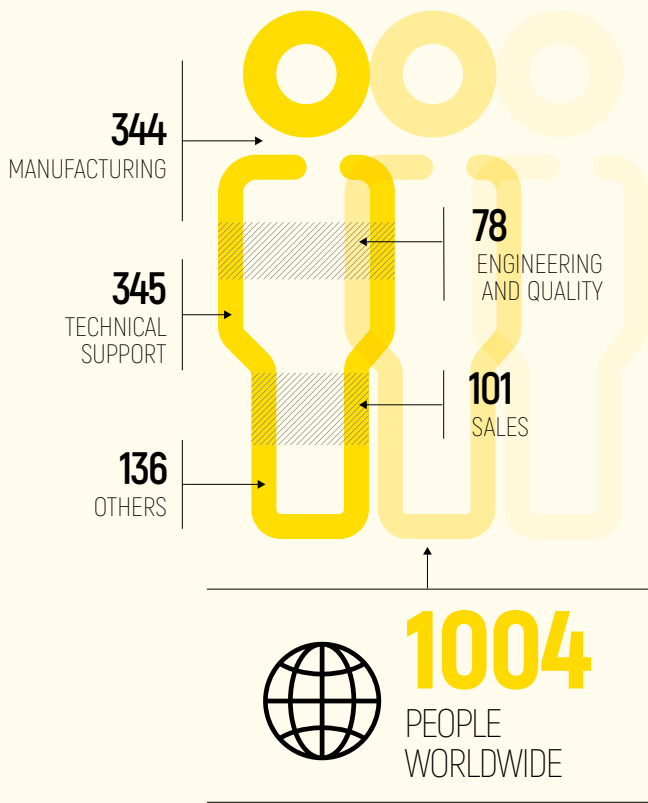 344
MANUFACTURING
78
ENGINEERING
AND QUALITY
345
TECHNICAL
SUPPORT
101
SALES
136
OTHERS
1004
PEOPLE
WORLDWIDE